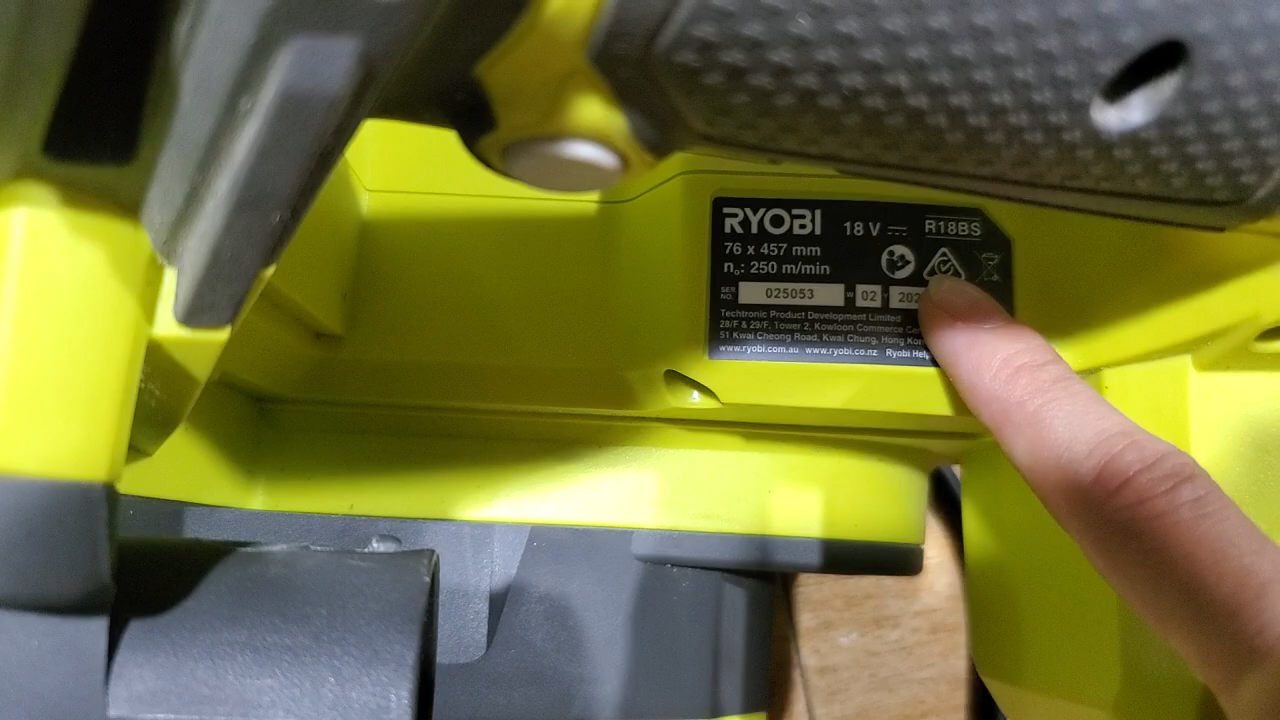 RYOBI 18 V R18BS
76 x 457 mm
n₀: 250 m/min
SER NO. 025053 W 02 Y 202
Techtronic Product Development Limited
28/F & 29/F, Tower 2, Kowloon Commerce
51 Kwai Cheong Road, Kwai Chung, Hong
www.ryobi.com.au www.ryobi.co.nz Ryobi